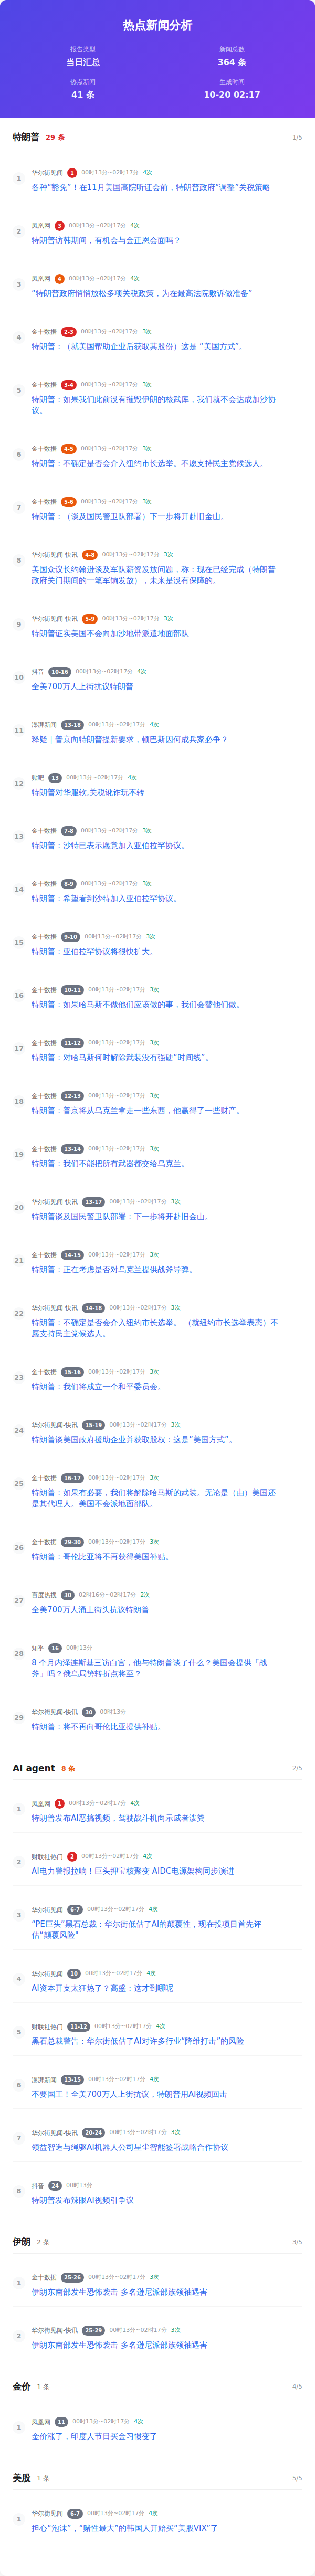 热点新闻分析
报告类型
当日汇总
新闻总数
364 条
热点新闻
41 条
生成时间
10-20 02:17
特朗普 29 条 1/5
1
华尔街见闻 1 00时13分~02时17分 4次
各种“豁免”！在11月美国高院听证会前，特朗普政府“调整”关税策略
2
凤凰网 3 00时13分~02时17分 4次
特朗普访韩期间，有机会与金正恩会面吗？
3
凤凰网 4 00时13分~02时17分 4次
“特朗普政府悄悄放松多项关税政策，为在最高法院败诉做准备”
4
金十数据 2-3 00时13分~02时17分 3次
特朗普：（就美国帮助企业后获取其股份）这是 “美国方式”。
5
金十数据 3-4 00时13分~02时17分 3次
特朗普：如果我们此前没有摧毁伊朗的核武库，我们就不会达成加沙协
议。
6
金十数据 4-5 00时13分~02时17分 3次
特朗普：不确定是否会介入纽约市长选举。不愿支持民主党候选人。
7
金十数据 5-6 00时13分~02时17分 3次
特朗普：（谈及国民警卫队部署）下一步将开赴旧金山。
8
华尔街见闻-快讯 4-8 00时13分~02时17分 3次
美国众议长约翰逊谈及军队薪资发放问题，称：现在已经完成（特朗普
政府关门期间的一笔军饷发放），未来是没有保障的。
9
华尔街见闻-快讯 5-9 00时13分~02时17分 3次
特朗普证实美国不会向加沙地带派遣地面部队
10
抖音 10-16 00时13分~02时17分 4次
全美700万人上街抗议特朗普
11
澎湃新闻 13-18 00时13分~02时17分 4次
释疑｜普京向特朗普提新要求，顿巴斯因何成兵家必争？
12
贴吧 13 00时13分~02时17分 4次
特朗普对华服软,关税讹诈玩不转
13
金十数据 7-8 00时13分~02时17分 3次
特朗普：沙特已表示愿意加入亚伯拉罕协议。
14
金十数据 8-9 00时13分~02时17分 3次
特朗普：希望看到沙特加入亚伯拉罕协议。
15
金十数据 9-10 00时13分~02时17分 3次
特朗普：亚伯拉罕协议将很快扩大。
16
金十数据 10-11 00时13分~02时17分 3次
特朗普：如果哈马斯不做他们应该做的事，我们会替他们做。
17
金十数据 11-12 00时13分~02时17分 3次
特朗普：对哈马斯何时解除武装没有强硬“时间线”。
18
金十数据 12-13 00时13分~02时17分 3次
特朗普：普京将从乌克兰拿走一些东西，他赢得了一些财产。
19
金十数据 13-14 00时13分~02时17分 3次
特朗普：我们不能把所有武器都交给乌克兰。
20
华尔街见闻-快讯 13-17 00时13分~02时17分 3次
特朗普谈及国民警卫队部署：下一步将开赴旧金山。
21
金十数据 14-15 00时13分~02时17分 3次
特朗普：正在考虑是否对乌克兰提供战斧导弹。
22
华尔街见闻-快讯 14-18 00时13分~02时17分 3次
特朗普：不确定是否会介入纽约市长选举。 （就纽约市长选举表态）不
愿支持民主党候选人。
23
金十数据 15-16 00时13分~02时17分 3次
特朗普：我们将成立一个和平委员会。
24
华尔街见闻-快讯 15-19 00时13分~02时17分 3次
特朗普谈美国政府援助企业并获取股权：这是”美国方式”。
25
金十数据 16-17 00时13分~02时17分 3次
特朗普：如果有必要，我们将解除哈马斯的武装。无论是（由）美国还
是其代理人。美国不会派地面部队。
26
金十数据 29-30 00时13分~02时17分 3次
特朗普：哥伦比亚将不再获得美国补贴。
27
百度热搜 30 02时16分~02时17分 2次
全美700万人涌上街头抗议特朗普
28
知乎 16 00时13分
8 个月内泽连斯基三访白宫，他与特朗普谈了什么？美国会提供「战
斧」吗？俄乌局势转折点将至？
29
华尔街见闻-快讯 30 00时13分
特朗普：将不再向哥伦比亚提供补贴。
AI agent 8 条 2/5
1
凤凰网 1 00时13分~02时17分 4次
特朗普发布AI恶搞视频，驾驶战斗机向示威者泼粪
2
财联社热门 2 00时13分~02时17分 4次
AI电力警报拉响！巨头押宝核聚变 AIDC电源架构同步演进
3
华尔街见闻 6-7 00时13分~02时17分 4次
“PE巨头”黑石总裁：华尔街低估了AI的颠覆性，现在投项目首先评
估“颠覆风险”
4
华尔街见闻 10 00时13分~02时17分 4次
AI资本开支太狂热了？高盛：这才到哪呢
5
财联社热门 11-12 00时13分~02时17分 4次
黑石总裁警告：华尔街低估了AI对许多行业“降维打击”的风险
6
澎湃新闻 13-15 00时13分~02时17分 4次
不要国王！全美700万人上街抗议，特朗普用AI视频回击
7
华尔街见闻-快讯 20-24 00时13分~02时17分 3次
领益智造与绳驱AI机器人公司星尘智能签署战略合作协议
8
抖音 24 00时13分
特朗普发布辣眼AI视频引争议
伊朗 2 条 3/5
1
金十数据 25-26 00时13分~02时17分 3次
伊朗东南部发生恐怖袭击 多名逊尼派部族领袖遇害
2
华尔街见闻-快讯 25-29 00时13分~02时17分 3次
伊朗东南部发生恐怖袭击 多名逊尼派部族领袖遇害
金价 1 条 4/5
1
凤凰网 11 00时13分~02时17分 4次
金价涨了，印度人节日买金习惯变了
美股 1 条 5/5
1
华尔街见闻 6-7 00时13分~02时17分 4次
担心“泡沫”，“赌性最大”的韩国人开始买“美股VIX”了